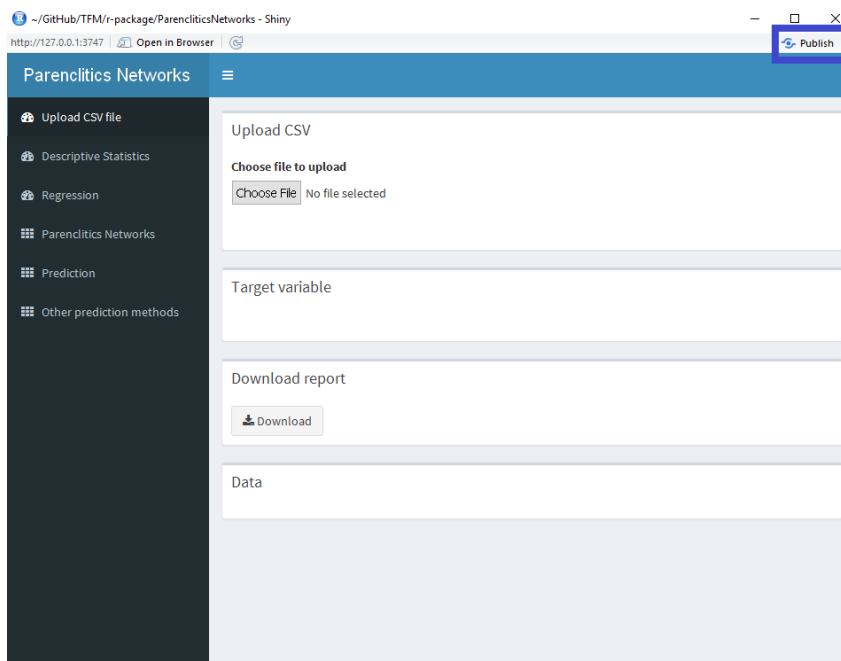 ~/GitHub/TFM/r-package/ParencliticsNetworks - Shiny
http://127.0.0.1:3747 Open in Browser Publish
Parenclitics Networks
Upload CSV file
Descriptive Statistics
Regression
Parenclitics Networks
Prediction
Other prediction methods
Upload CSV
Choose file to upload
Choose File No file selected
Target variable
Download report
Download
Data